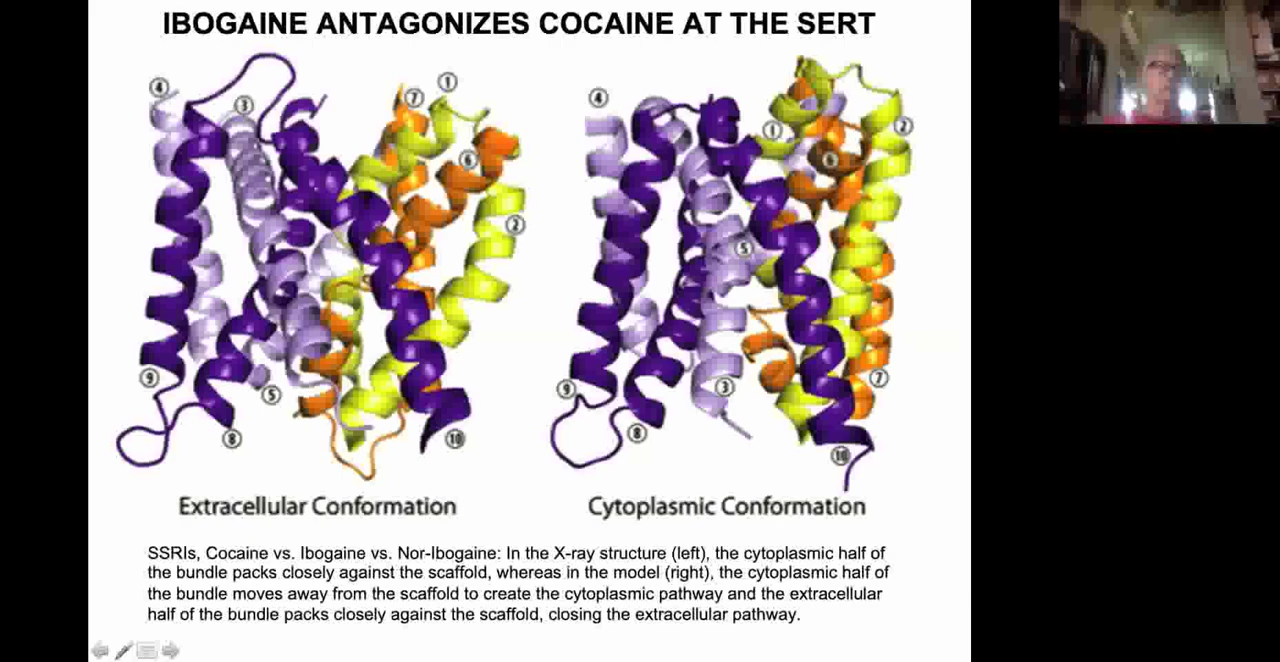 IBOGAINE ANTAGONIZES COCAINE AT THE SERT
4
3
7
1
6
2
9
5
8
10
4
1
2
6
5
9
3
7
8
10
Extracellular Conformation
Cytoplasmic Conformation
SSRIs, Cocaine vs. Ibogaine vs. Nor-Ibogaine: In the X-ray structure (left), the cytoplasmic half of
the bundle packs closely against the scaffold, whereas in the model (right), the cytoplasmic half of
the bundle moves away from the scaffold to create the cytoplasmic pathway and the extracellular
half of the bundle packs closely against the scaffold, closing the extracellular pathway.